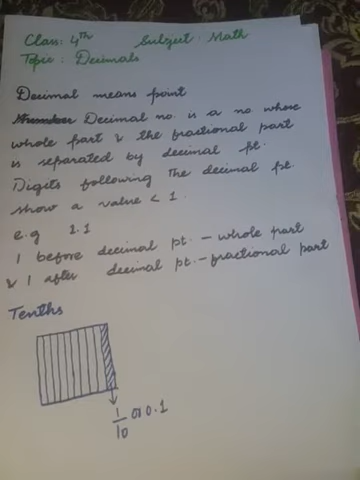 Class: 4th Subject: Math
Topic: Decimals
Decimal means point
Decimal no. is a no. whose
whole part & the fractional part
is separated by decimal pt.
Digits following the decimal pt.
show a value < 1.
e.g 1.1
1 before decimal pt. - whole part
& 1 after decimal pt. - fractional part
Tenths
1/10 or 0.1